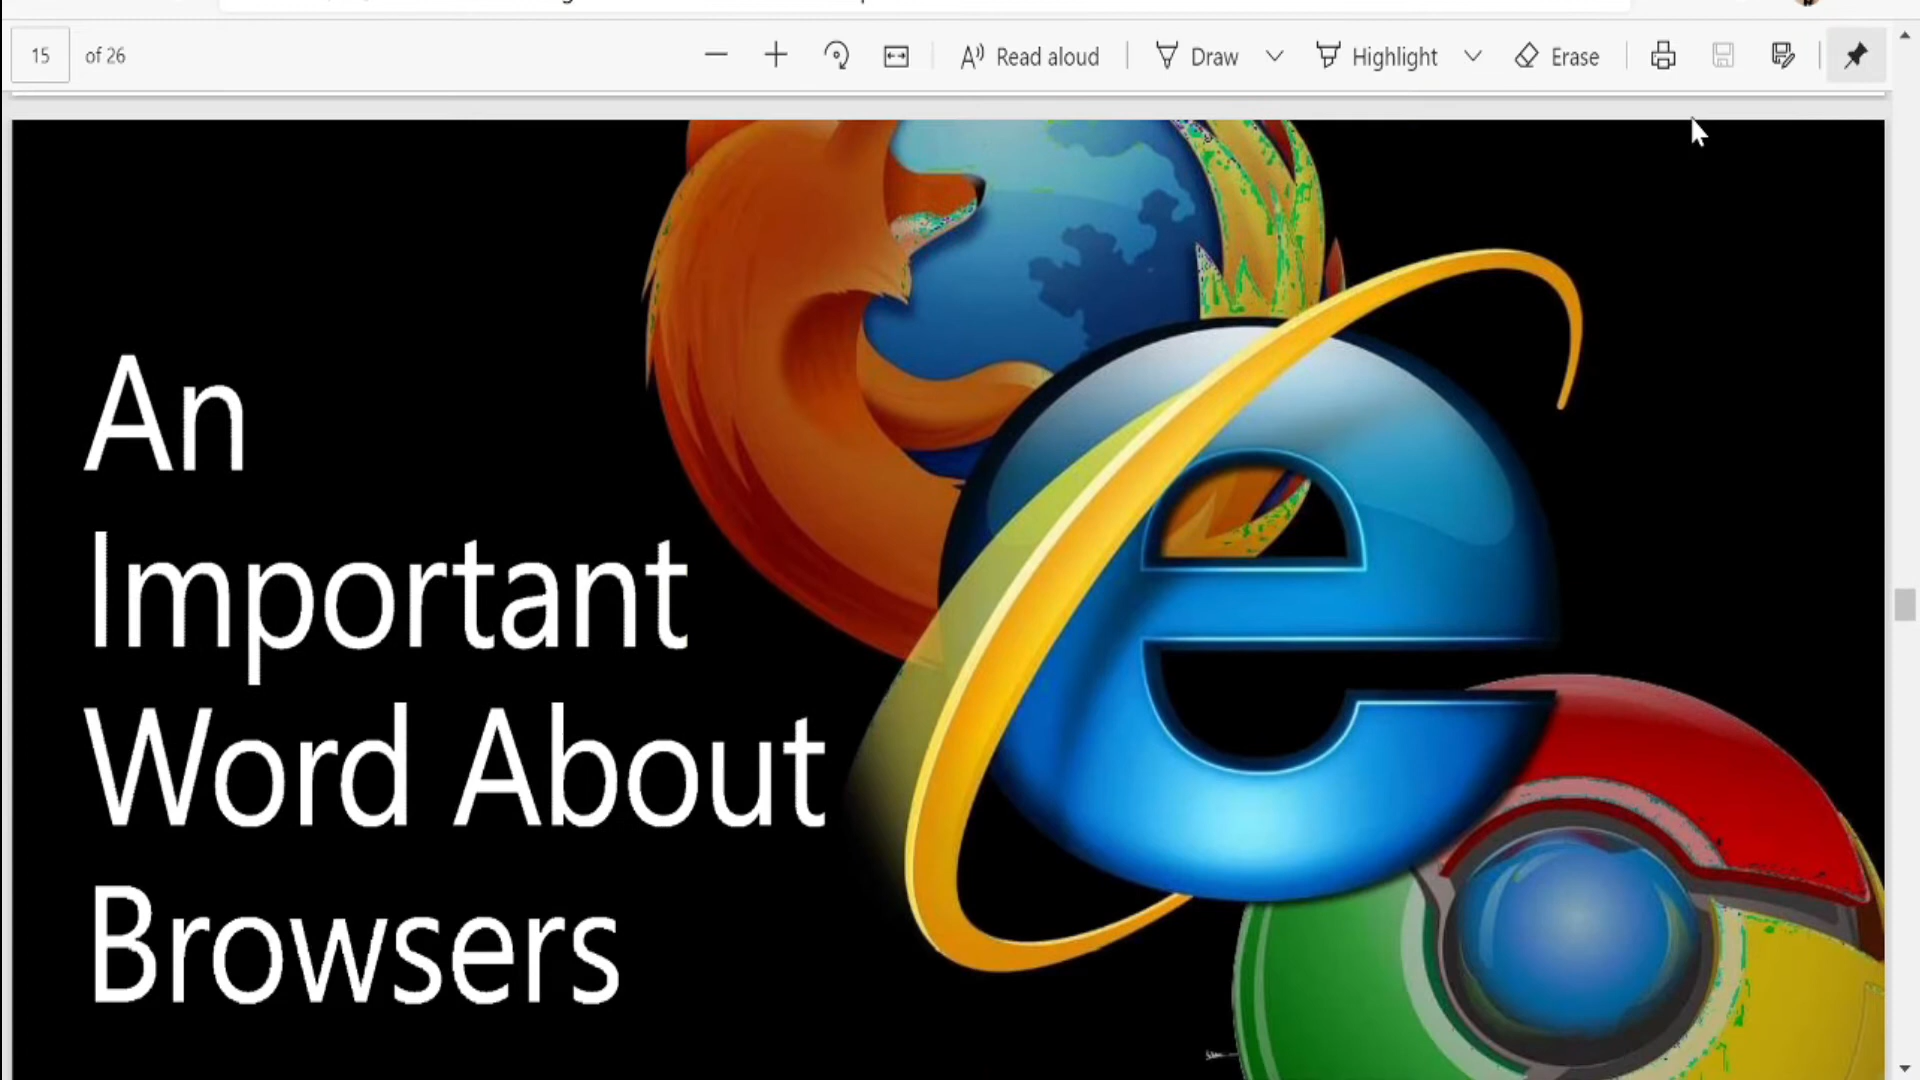 15 of 26 Read aloud Draw Highlight Erase
An
Important
Word About
Browsers